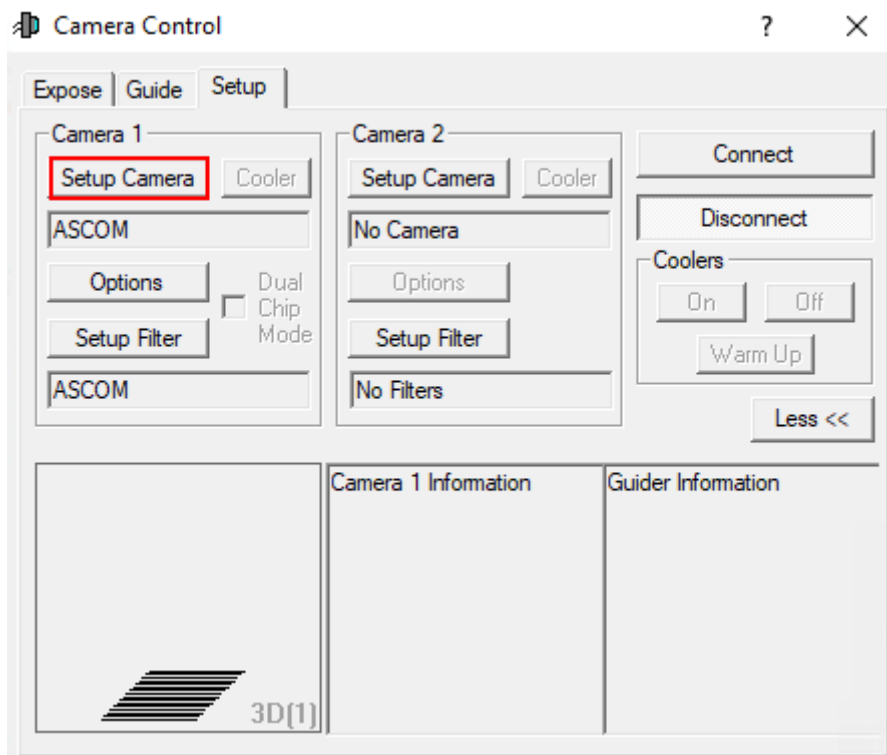 Camera Control
?
Expose
Guide
Setup
Camera 1
Setup Camera
Cooler
ASCOM
Options
Dual
Chip
Mode
Setup Filter
ASCOM
Camera 2
Setup Camera
Cooler
No Camera
Options
Setup Filter
No Filters
Connect
Disconnect
Coolers
On
Off
Warm Up
Less <<
3D(1)
Camera 1 Information
Guider Information